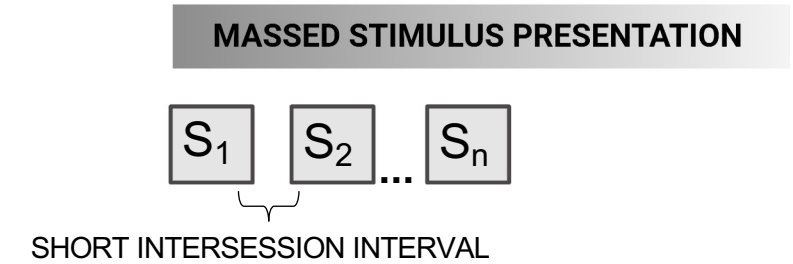 MASSED STIMULUS PRESENTATION
S₁ S₂ ... Sₙ
SHORT INTERSESSION INTERVAL